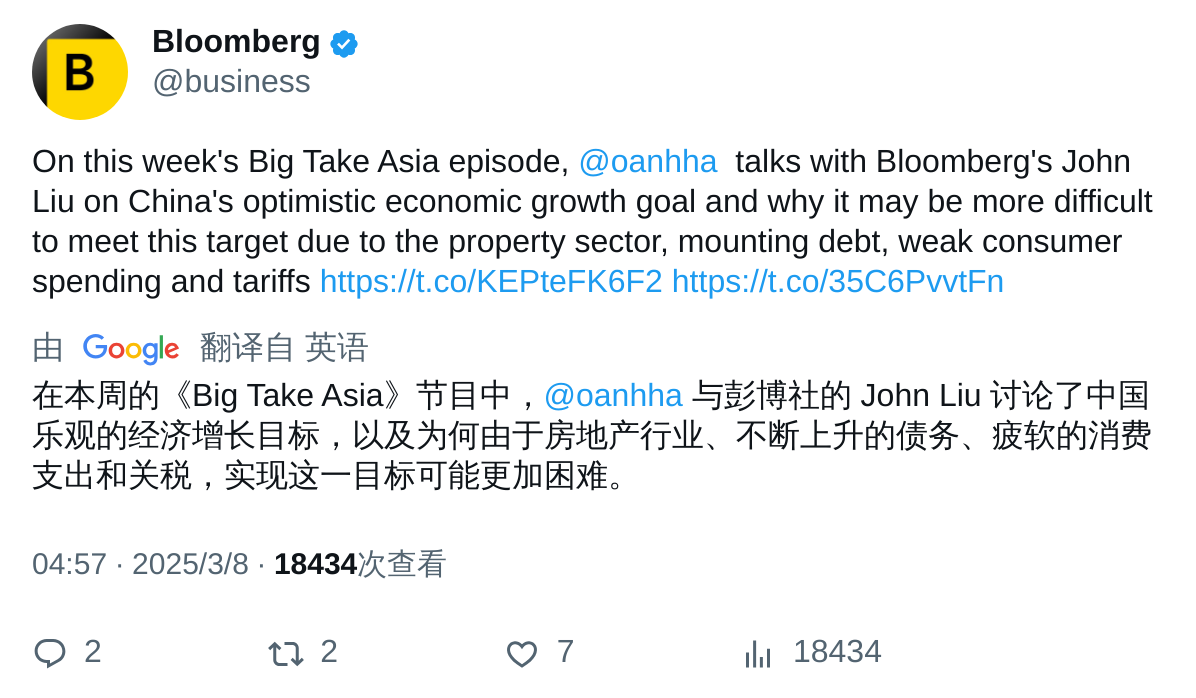 B
Bloomberg
@business
On this week's Big Take Asia episode, @oanhha  talks with Bloomberg's John
Liu on China's optimistic economic growth goal and why it may be more difficult
to meet this target due to the property sector, mounting debt, weak consumer
spending and tariffs https://t.co/KEPteFK6F2 https://t.co/35C6PvvtFn
由 Google 翻译自 英语
在本周的《Big Take Asia》节目中，@oanhha 与彭博社的 John Liu 讨论了中国
乐观的经济增长目标，以及为何由于房地产行业、不断上升的债务、疲软的消费
支出和关税，实现这一目标可能更加困难。
04:57 · 2025/3/8 · 18434次查看
2 2 7 18434